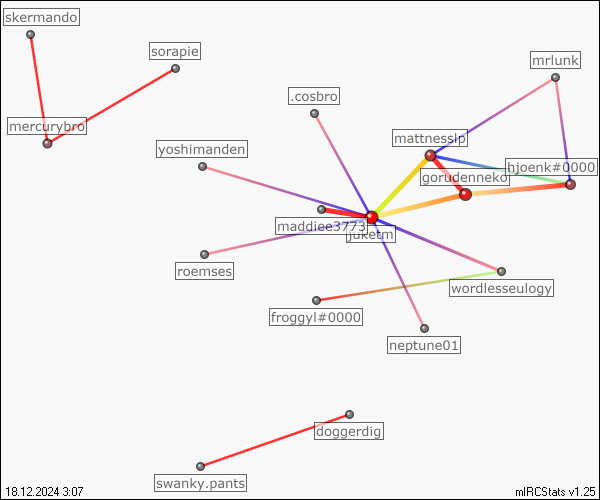 skermando
sorapie
mrlunk
.cosbro
mercurybro
mattnesslp
yoshimanden
hjoenk#0000
gorudenneko
maddiee3773
juketm
roemses
wordlesseulogy
froggyl#0000
neptune01
doggerdig
swanky.pants
18.12.2024 3:07
mIRCStats v1.25